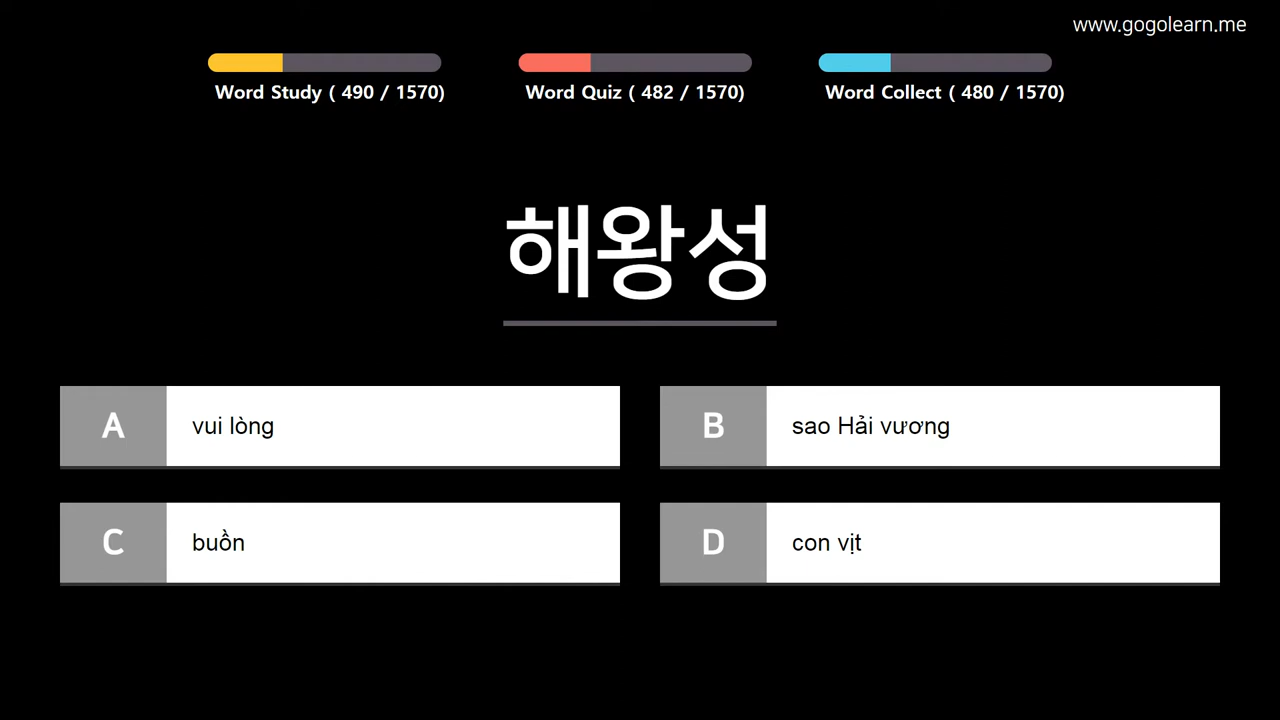 www.gogolearn.me
Word Study ( 490 / 1570)
Word Quiz ( 482 / 1570)
Word Collect ( 480 / 1570)
해왕성
A vui lòng
B sao Hải vương
C buồn
D con vịt